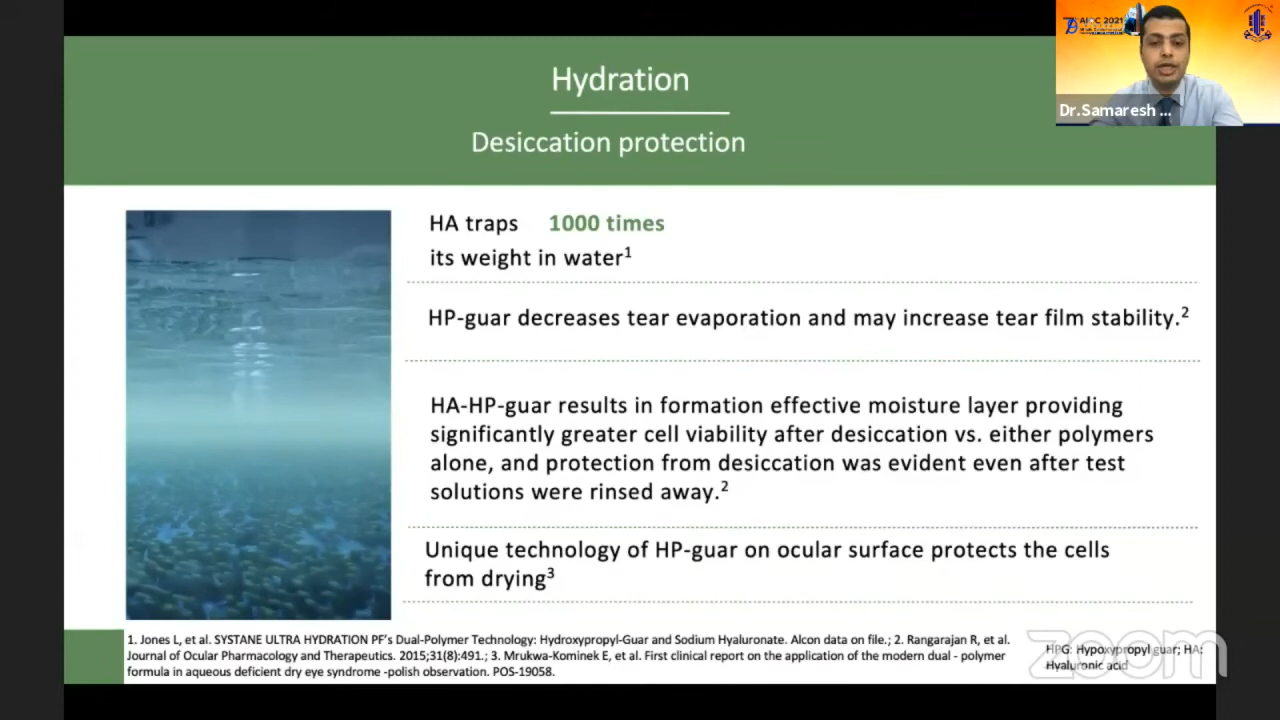 AIOC 2021
Dr.Samaresh ...
Hydration
Desiccation protection
HA traps 1000 times
its weight in water1
HP-guar decreases tear evaporation and may increase tear film stability.2
HA-HP-guar results in formation effective moisture layer providing
significantly greater cell viability after desiccation vs. either polymers
alone, and protection from desiccation was evident even after test
solutions were rinsed away.2
Unique technology of HP-guar on ocular surface protects the cells
from drying3
1. Jones L, et al. SYSTANE ULTRA HYDRATION PF's Dual-Polymer Technology: Hydroxypropyl-Guar and Sodium Hyaluronate. Alcon data on file.; 2. Rangarajan R, et al.
Journal of Ocular Pharmacology and Therapeutics. 2015;31(8):491.; 3. Mrukwa-Kominek E, et al. First clinical report on the application of the modern dual - polymer
formula in aqueous deficient dry eye syndrome -polish observation. POS-19058.
HPG: Hypoxypropyl guar; HA:
Hyaluronic acid
zoom